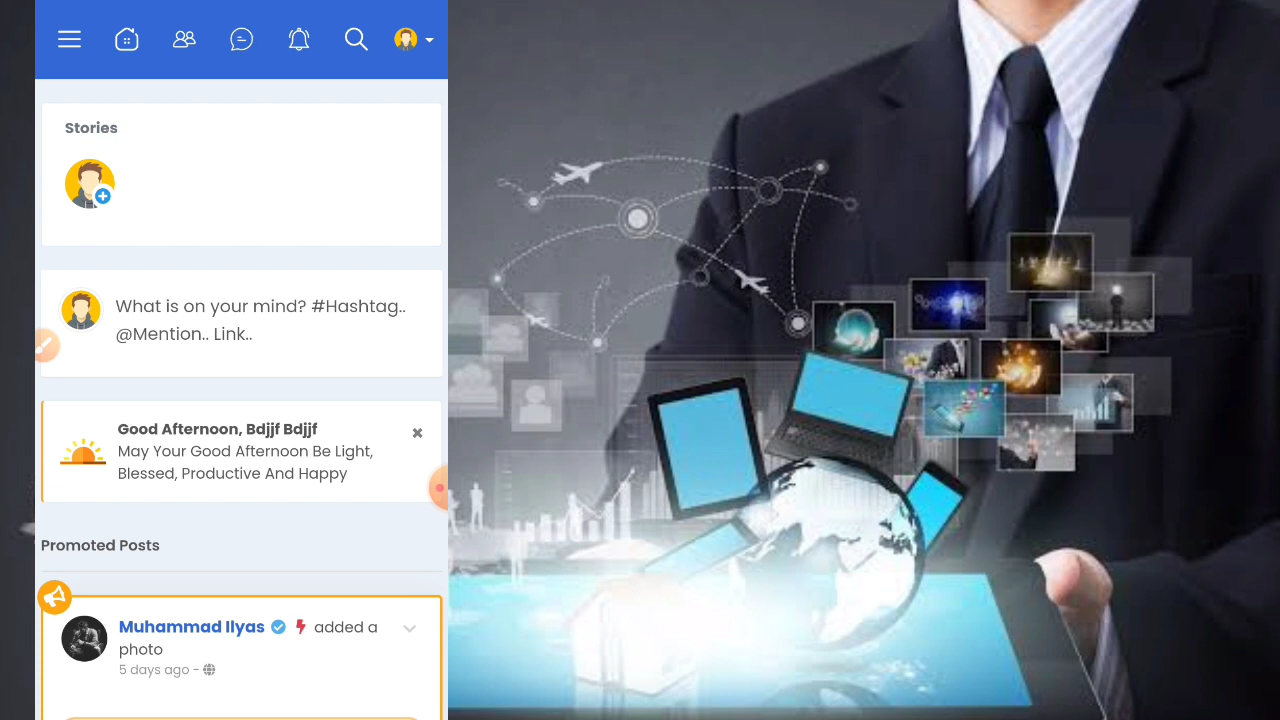 Stories
What is on your mind? #Hashtag..
@Mention.. Link..
Good Afternoon, Bdjjf Bdjjf
May Your Good Afternoon Be Light,
Blessed, Productive And Happy
Promoted Posts
Muhammad Ilyas added a
photo
5 days ago -